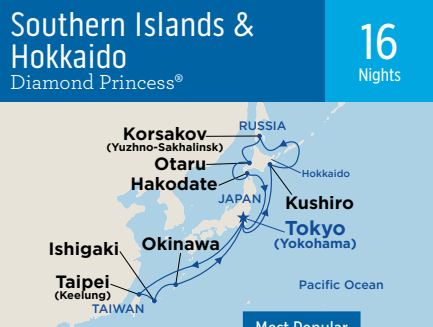 Southern Islands &
Hokkaido
Diamond Princess®
16
Nights
RUSSIA
Korsakov
(Yuzhno-Sakhalinsk)
Otaru
Hokkaido
Hakodate
JAPAN
Kushiro
Tokyo
(Yokohama)
Okinawa
Ishigaki
Taipei
(Keelung)
Pacific Ocean
TAIWAN
Most Popular